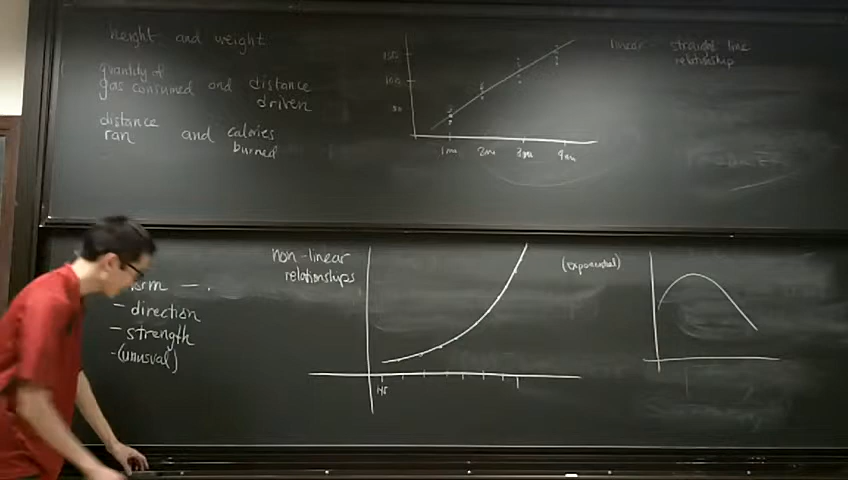 height and weight
quantity of
gas consumed and distance
driven
distance
ran and calories
burned
150
100
50
1mi 2mi 3mi 4mi
linear - straight line
relationship
non-linear
relationships
(exponential)
- direction
- strength
- (unusual)